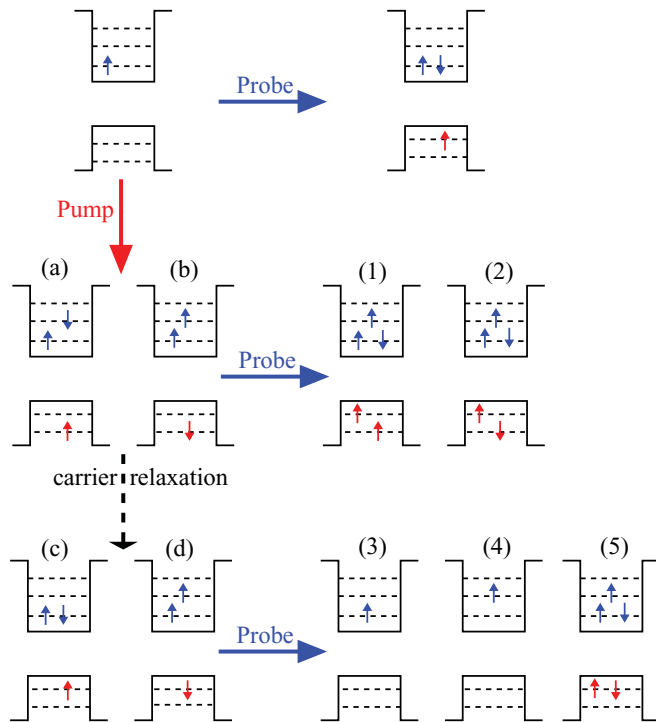 Probe
Pump
(a)
(b)
(1)
(2)
Probe
carrier relaxation
(c)
(d)
(3)
(4)
(5)
Probe